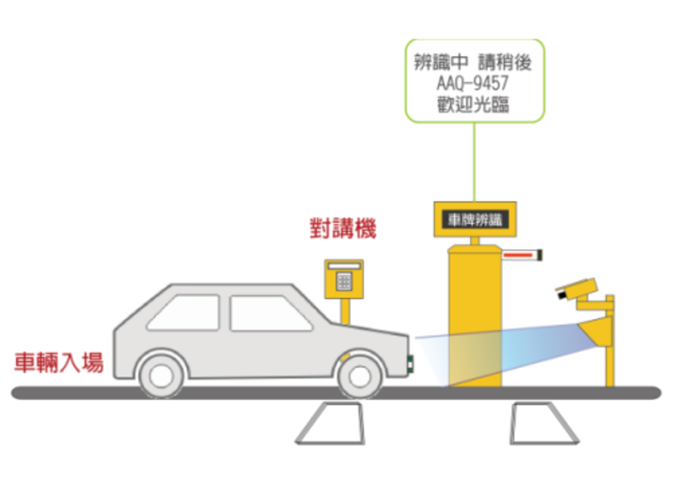 辨識中 請稍後
AAQ-9457
歡迎光臨
車牌辨識
對講機
車輛入場